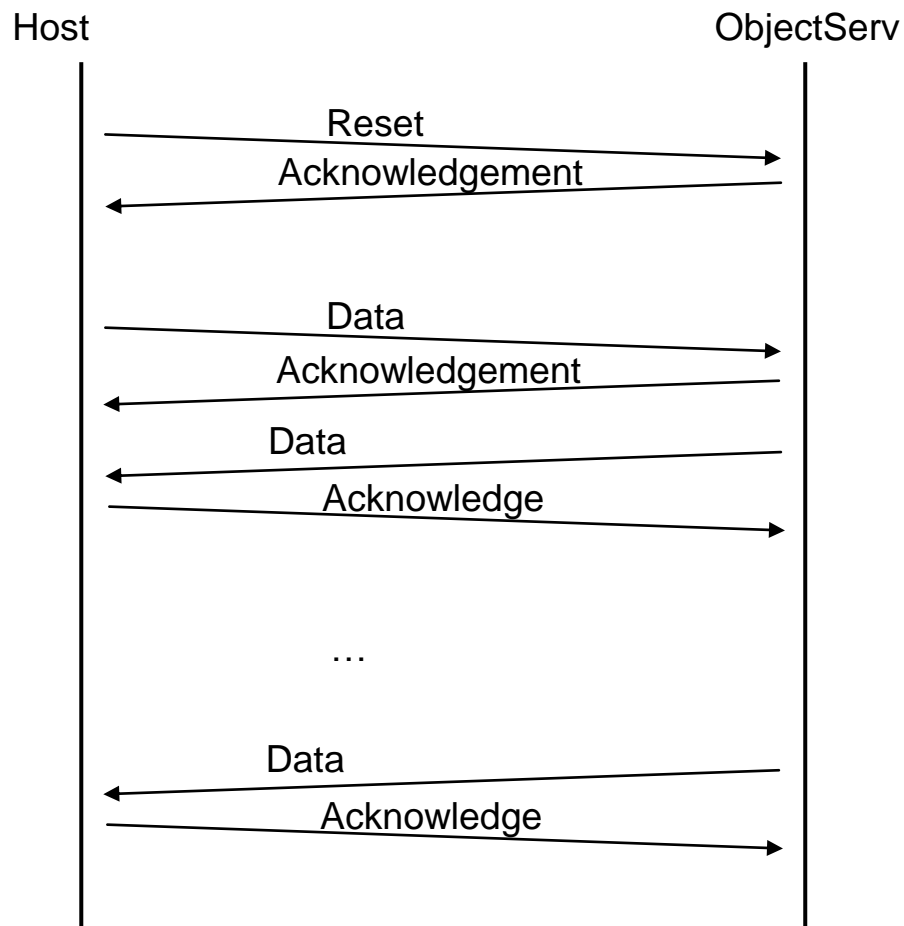 Host ObjectServ
Reset
Acknowledgement
Data
Acknowledgement
Data
Acknowledge
…
Data
Acknowledge